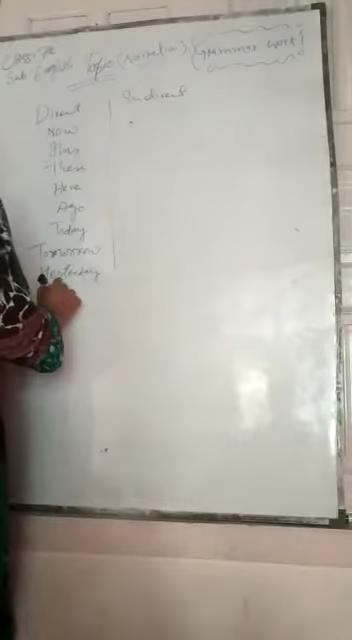 Class 7th
Sub English Topic (Narration) Grammar work!
Direct Indirect
Now
This
These
Here
Ago
Today
Tomorrow
Yesterday